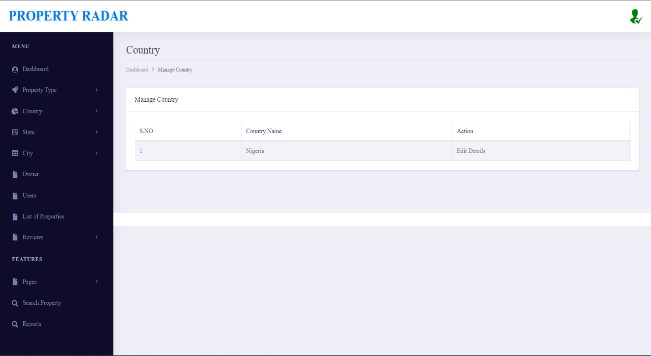 PROPERTY RADAR
MENU
Dashboard
Property Type
Country
State
City
Owner
Users
List of Properties
Reviews
FEATURES
Pages
Search Property
Reports
Country
Dashboard > Manage Country
Manage Country
S.NO Country Name Action
1 Nigeria Edit Details